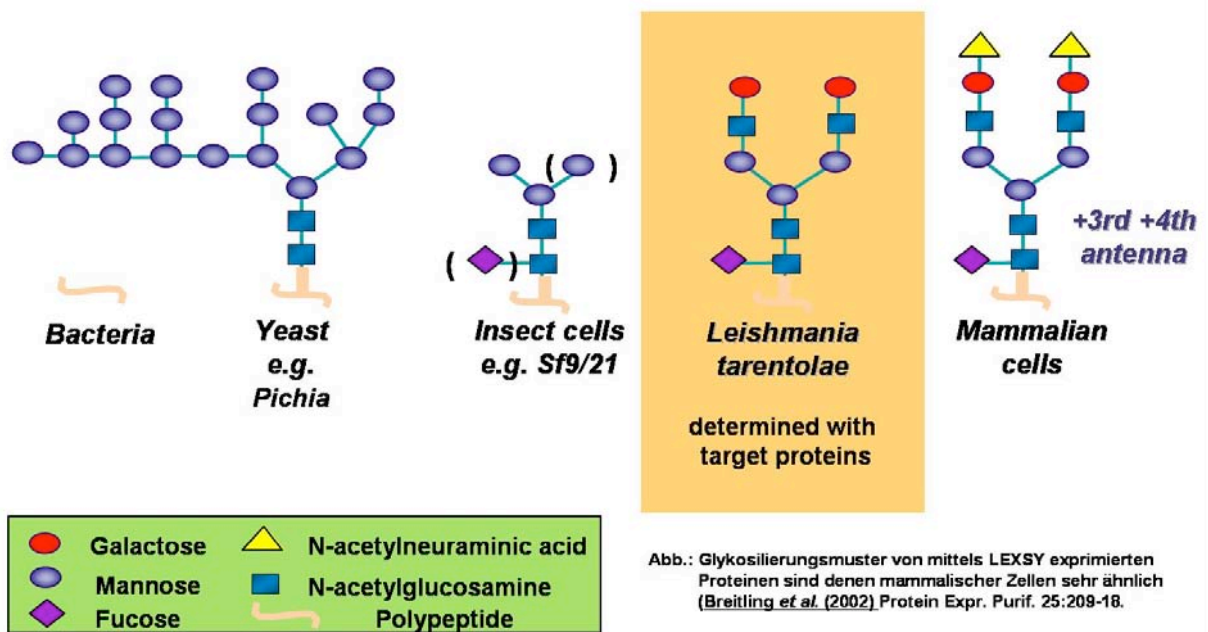 +3rd +4th
antenna
Bacteria
Yeast
e.g.
Pichia
Insect cells
e.g. Sf9/21
Leishmania
tarentolae
determined with
target proteins
Mammalian
cells
Galactose
N-acetylneuraminic acid
Mannose
N-acetylglucosamine
Fucose
Polypeptide
Abb.: Glykosilierungsmuster von mittels LEXSY exprimierten
Proteinen sind denen mammalischer Zellen sehr ähnlich
(Breitling et al. (2002) Protein Expr. Purif. 25:209-18.